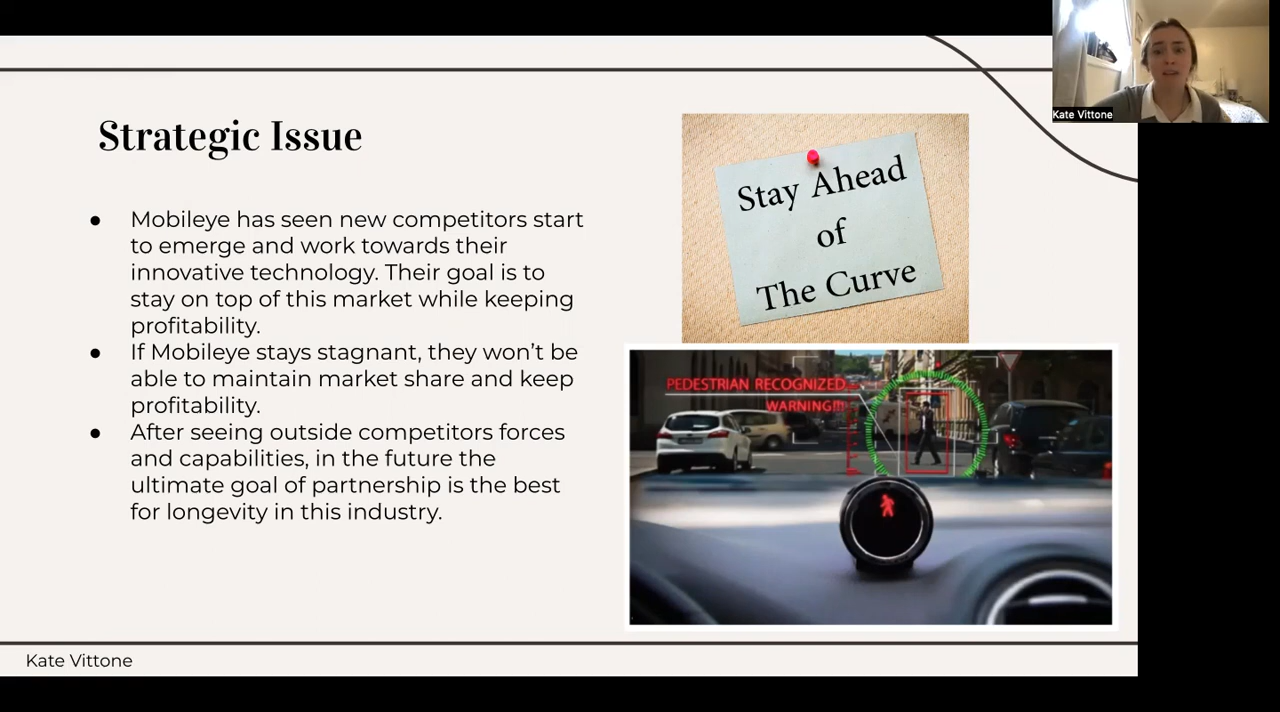 Kate Vittone
Strategic Issue
● Mobileye has seen new competitors start
to emerge and work towards their
innovative technology. Their goal is to
stay on top of this market while keeping
profitability.
● If Mobileye stays stagnant, they won’t be
able to maintain market share and keep
profitability.
● After seeing outside competitors forces
and capabilities, in the future the
ultimate goal of partnership is the best
for longevity in this industry.
Stay Ahead
of
The Curve
PEDESTRIAN RECOGNIZED
WARNING!!!
Kate Vittone